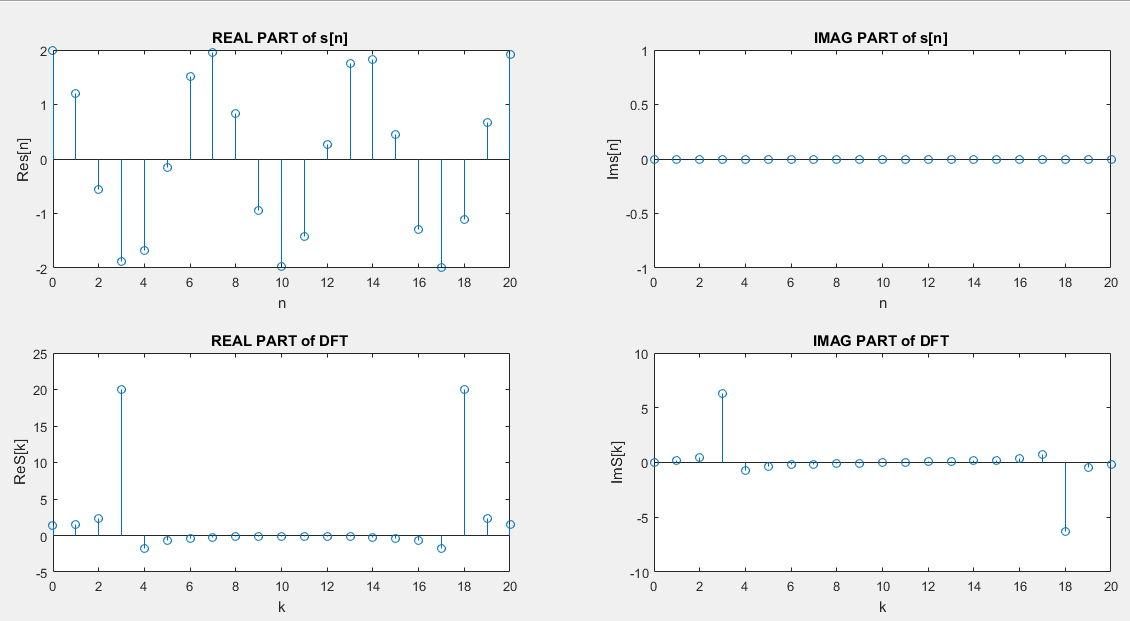 REAL PART of s[n]
2
1
0
-1
-2
Res[n]
0 2 4 6 8 10 12 14 16 18 20
n
IMAG PART of s[n]
1
0.5
0
-0.5
-1
Ims[n]
0 2 4 6 8 10 12 14 16 18 20
n
REAL PART of DFT
25
20
15
10
5
0
-5
ReS[k]
0 2 4 6 8 10 12 14 16 18 20
k
IMAG PART of DFT
10
5
0
-5
-10
ImS[k]
0 2 4 6 8 10 12 14 16 18 20
k